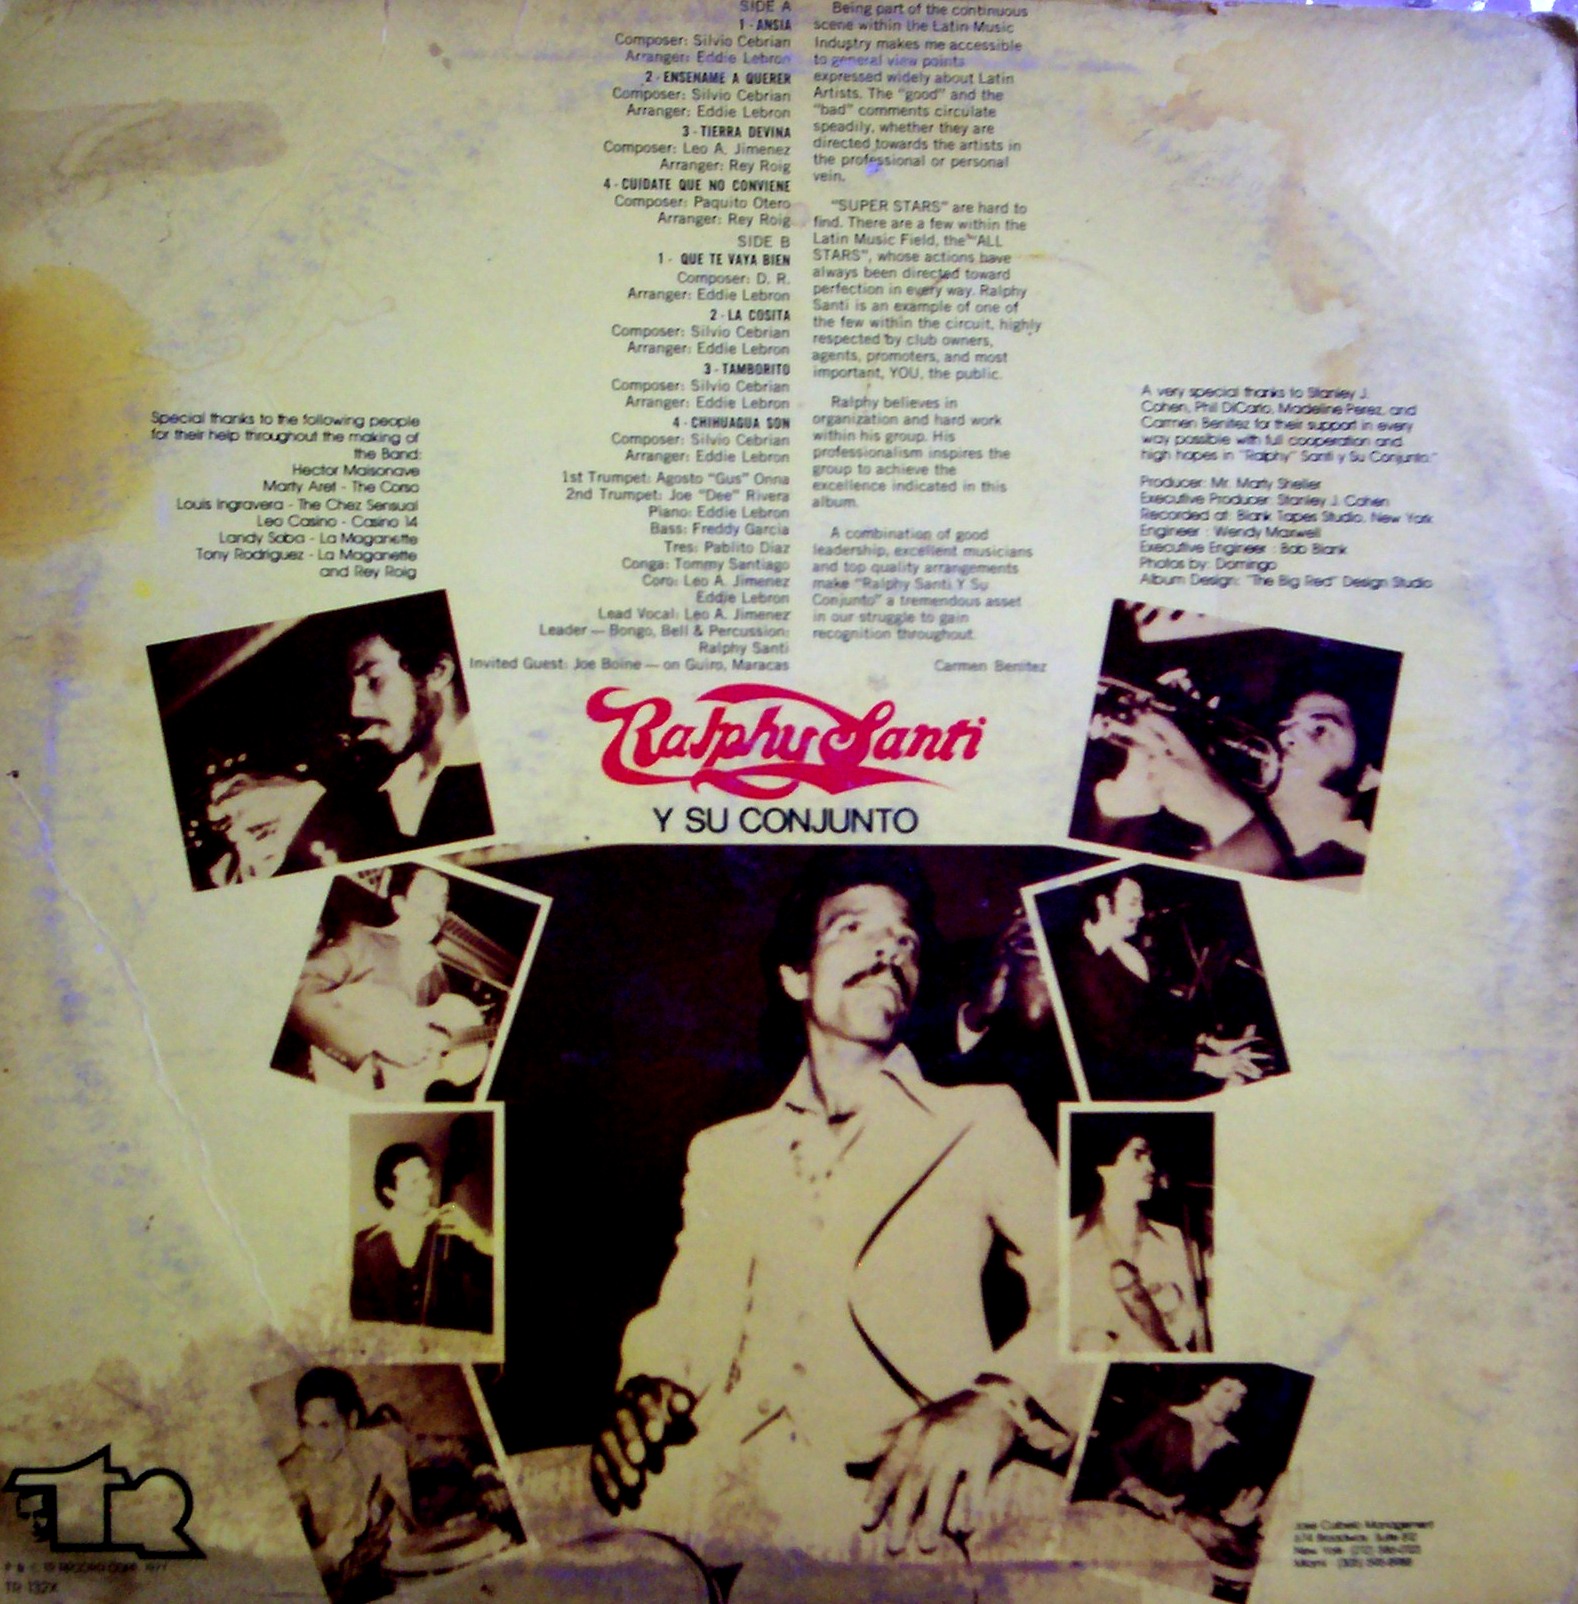 SIDE A
1 - ANSIA
Composer: Silvio Cebrian
Arranger: Eddie Lebron
2 - ENSENAME A QUERER
Composer: Silvio Cebrian
Arranger: Eddie Lebron
3 - TIERRA DEVINA
Composer: Leo A. Jimenez
Arranger: Rey Roig
4 - CUIDATE QUE NO CONVIENE
Composer: Paquito Otero
Arranger: Rey Roig
SIDE B
1 - QUE TE VAYA BIEN
Composer: D. R.
Arranger: Eddie Lebron
2 - LA COSITA
Composer: Silvio Cebrian
Arranger: Eddie Lebron
3 - TAMBORITO
Composer: Silvio Cebrian
Arranger: Eddie Lebron
4 - CHIHUAGUA SON
Composer: Silvio Cebrian
Arranger: Eddie Lebron
1st Trumpet: Agosto "Gus" Onna
2nd Trumpet: Joe "Dee" Rivera
Piano: Eddie Lebron
Bass: Freddy Garcia
Tres: Pablito Diaz
Conga: Tommy Santiago
Coro: Leo A. Jimenez
Eddie Lebron
Lead Vocal: Leo A. Jimenez
Leader — Bongo, Bell & Percussion:
Ralphy Santi
Invited Guest: Joe Boine — on Guiro, Maracas
Being part of the continuous
scene within the Latin Music
Industry makes me accessible
to general view points
expressed widely about Latin
Artists. The "good" and the
"bad" comments circulate
speadily, whether they are
directed towards the artists in
the professional or personal
vein.
"SUPER STARS" are hard to
find. There are a few within the
Latin Music Field, the "ALL
STARS", whose actions have
always been directed toward
perfection in every way. Ralphy
Santi is an example of one of
the few within the circuit, highly
respected by club owners,
agents, promoters, and most
important, YOU, the public.
Ralphy believes in
organization and hard work
within his group. His
professionalism inspires the
group to achieve the
excellence indicated in this
album.
A combination of good
leadership, excellent musicians
and top quality arrangements
make "Ralphy Santi Y Su
Conjunto" a tremendous asset
in our struggle to gain
recognition throughout.
Carmen Benitez
Special thanks to the following people
for their help throughout the making of
the Band:
Hector Maisonave
Marty Aret - The Corso
Louis Ingravera - The Chez Sensual
Leo Casino - Casino 14
Landy Soba - La Maganette
Tony Rodriguez - La Maganette
and Rey Roig
A very special thanks to Stanley J.
Cohen, Phil DiCarlo, Madeline Perez, and
Carmen Benitez for their support in every
way possible with full cooperation and
high hopes in "Ralphy" Santi y Su Conjunto."
Producer: Mr. Marty Sheller
Executive Producer: Stanley J. Cohen
Recorded at: Blank Tapes Studio, New York
Engineer : Wendy Maxwell
Executive Engineer : Bob Blank
Photos by: Domingo
Album Design: "The Big Red" Design Studio
Ralphy Santi
Y SU CONJUNTO
TR
P & C TR RECORD CORP. 1977
TR 132X
Jose Curbelo Management
New York
Miami